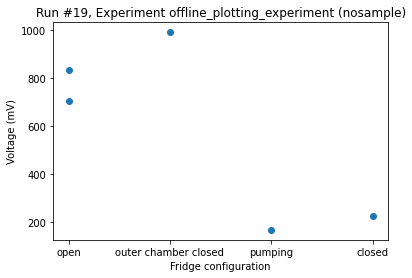 Run #19, Experiment offline_plotting_experiment (nosample)
1000
800
600
400
200
Voltage (mV)
open
outer chamber closed
pumping
closed
Fridge configuration